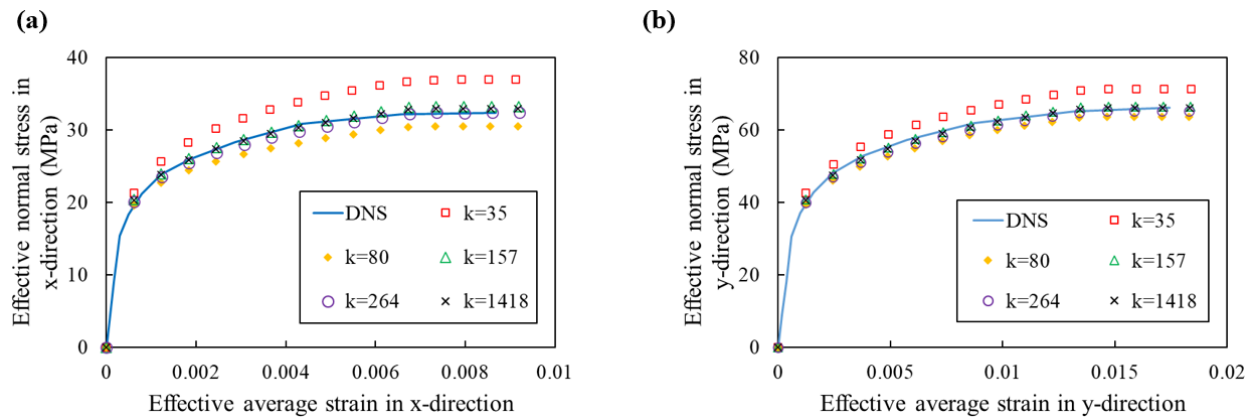 (a)
Effective normal stress in
x-direction (MPa)
40
30
20
10
0
DNS
k=35
k=80
k=157
k=264
k=1418
0
0.002
0.004
0.006
0.008
0.01
Effective average strain in x-direction
(b)
Effective normal stress in
y-direction (MPa)
80
60
40
20
0
DNS
k=35
k=80
k=157
k=264
k=1418
0
0.005
0.01
0.015
0.02
Effective average strain in y-direction